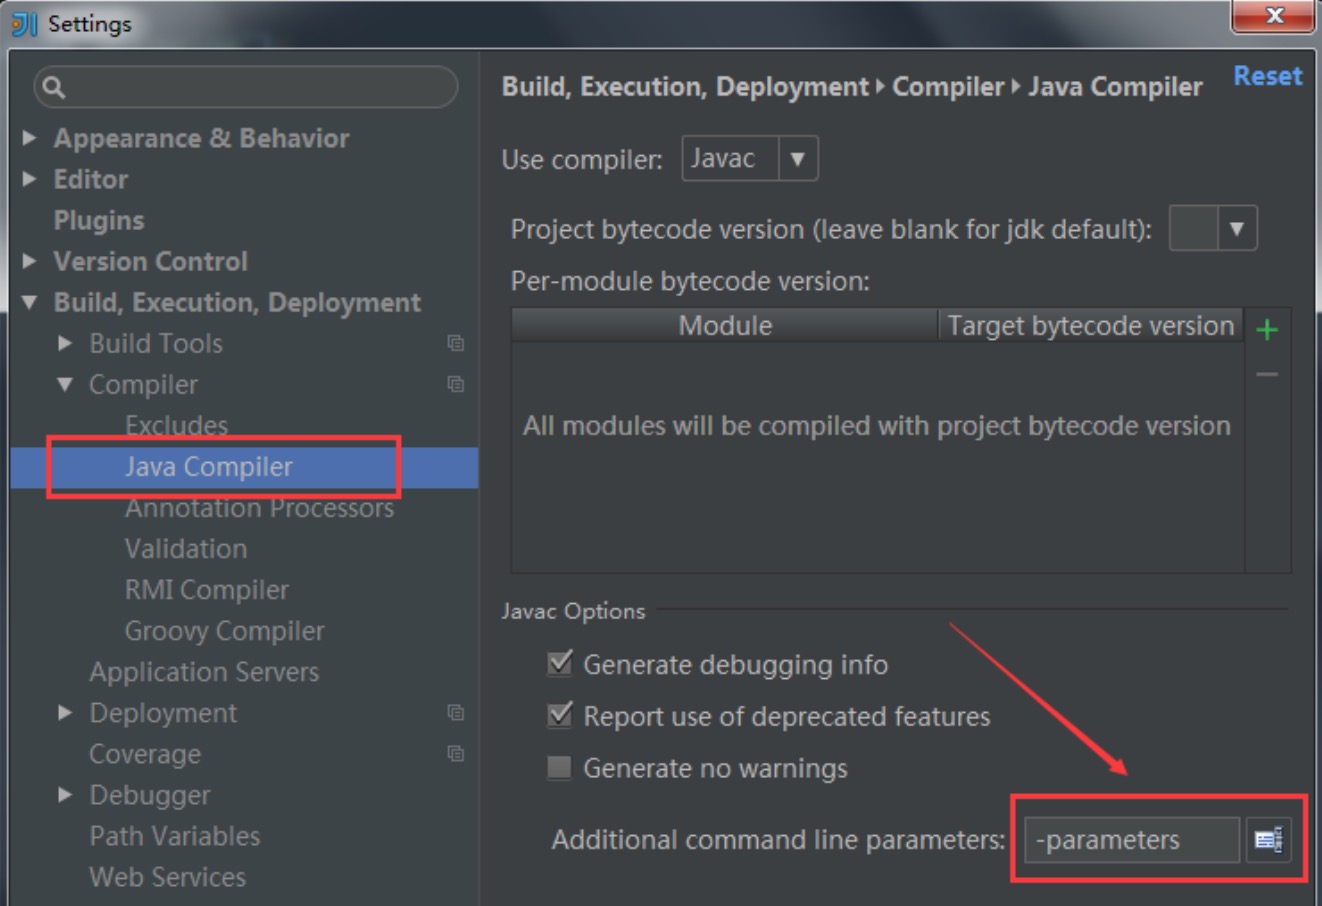 Settings
Appearance & Behavior
Editor
Plugins
Version Control
Build, Execution, Deployment
Build Tools
Compiler
Excludes
Java Compiler
Annotation Processors
Validation
RMI Compiler
Groovy Compiler
Application Servers
Deployment
Coverage
Debugger
Path Variables
Web Services
Build, Execution, Deployment Compiler Java Compiler Reset
Use compiler: Javac
Project bytecode version (leave blank for jdk default):
Per-module bytecode version:
Module Target bytecode version
All modules will be compiled with project bytecode version
Javac Options
Generate debugging info
Report use of deprecated features
Generate no warnings
Additional command line parameters: -parameters